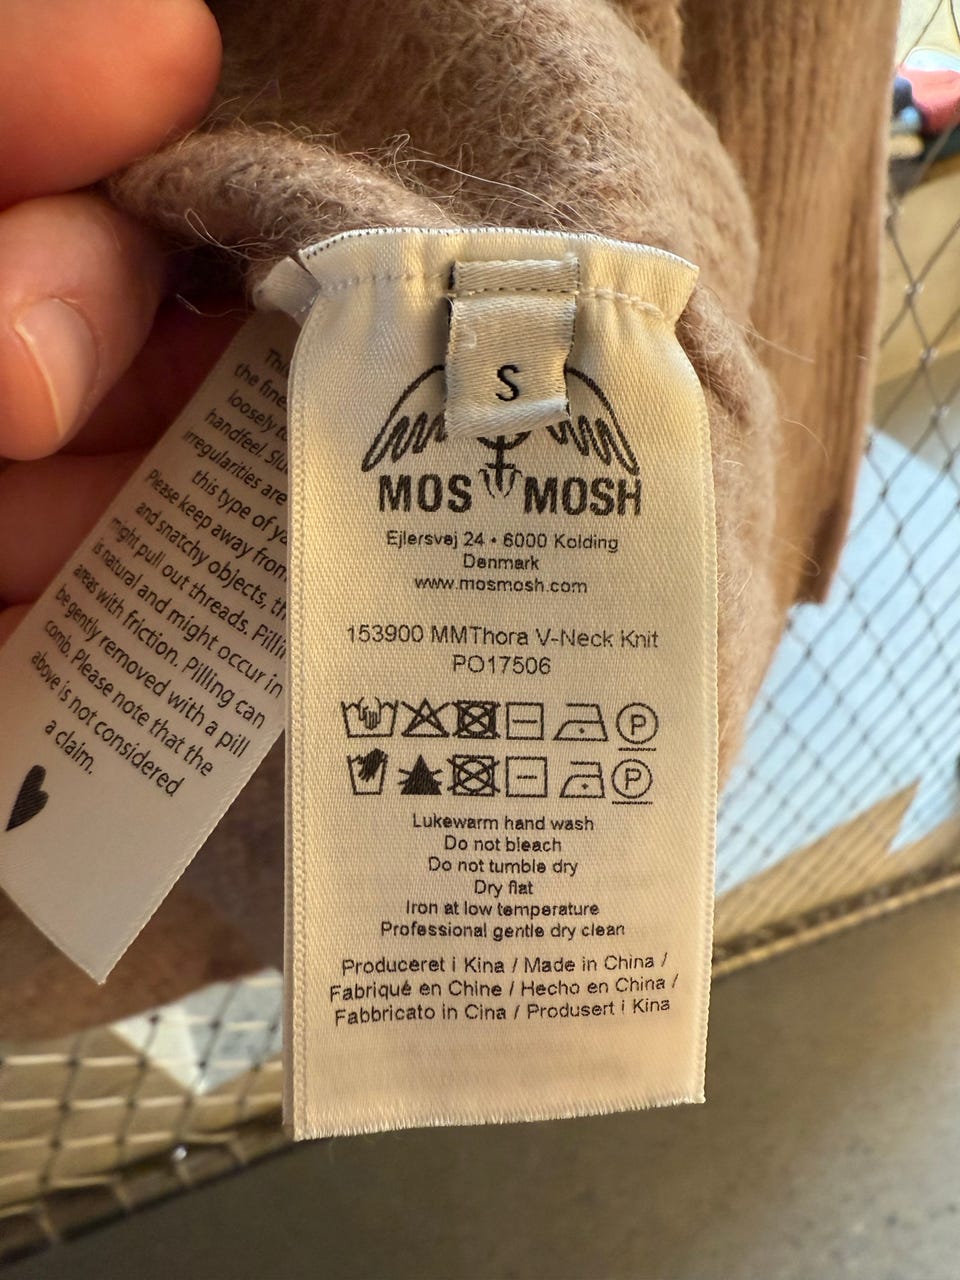 S
MOS MOSH
Ejlersvej 24 • 6000 Kolding
Denmark
www.mosmosh.com
153900 MMThora V-Neck Knit
PO17506
P
P
Lukewarm hand wash
Do not bleach
Do not tumble dry
Dry flat
Iron at low temperature
Professional gentle dry clean
Produceret i Kina / Made in China /
Fabriqué en Chine / Hecho en China /
Fabbricato in Cina / Produsert i Kina
the
loosely
handfeel.
irregularities are
this type of
Please keep away from
and snatchy objects,
might pull out threads.
is natural and might occur in
areas with friction. Pilling can
be gently removed with a pill
comb. Please note that the
above is not considered
a claim.